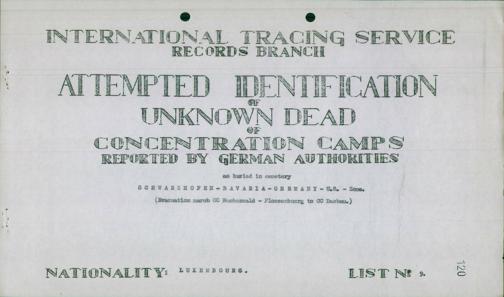 INTERNATIONAL TRACING SERVICE
RECORDS BRANCH
ATTEMPTED IDENTIFICATION
OF
UNKNOWN DEAD
OF
CONCENTRATION CAMPS
REPORTED BY GERMAN AUTHORITIES
as buried in cemetery
SCHWARZHOFEN-BAVARIA-GERMANY-U.S. - Zone.
(Evacuation march CC Buchenwald - Flossenbuerg to CC Dachau.)
NATIONALITY: LUXEMBOURG.
LIST Nº 9.
120